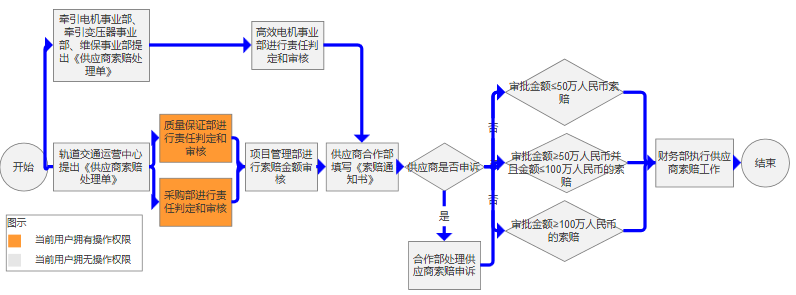 牵引电机事业部、
牵引变压器事业
部、维保事业部提
出《供应商索赔处
理单》
高效电机事业
部进行责任判
定和审核
开始
轨道交通运营中心
提出《供应商索赔
处理单》
质量保证部进
行责任判定和
审核
采购部进行责
任判定和审核
项目管理部进
行索赔金额审
核
供应商合作部
填写《索赔通
知书》
供应商是否申诉
是
合作部处理供
应商索赔申诉
否
否
审批金额≤50万人民币索
赔
审批金额≥50万人民币并
且金额≤100万人民币的索
赔
审批金额≥100万人民币
的索赔
财务部执行供应
商索赔工作
结束
图示
当前用户拥有操作权限
当前用户拥无操作权限